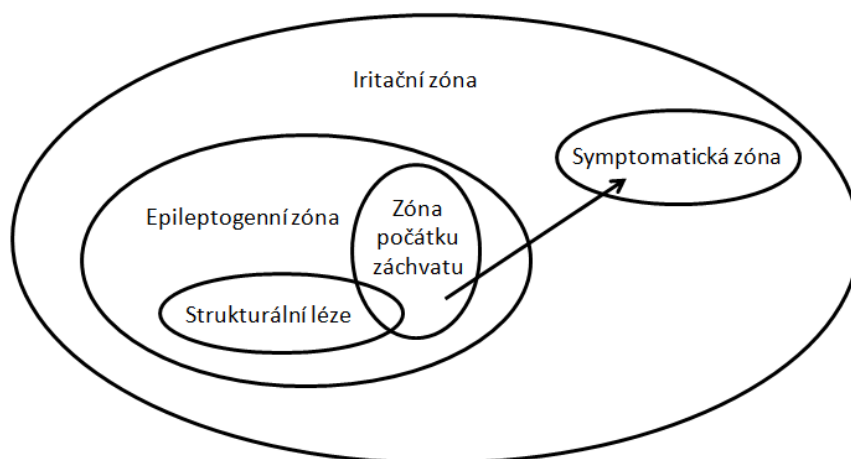 Iritační zóna
Symptomatická zóna
Epileptogenní zóna
Zóna
počátku
záchvatu
Strukturální léze